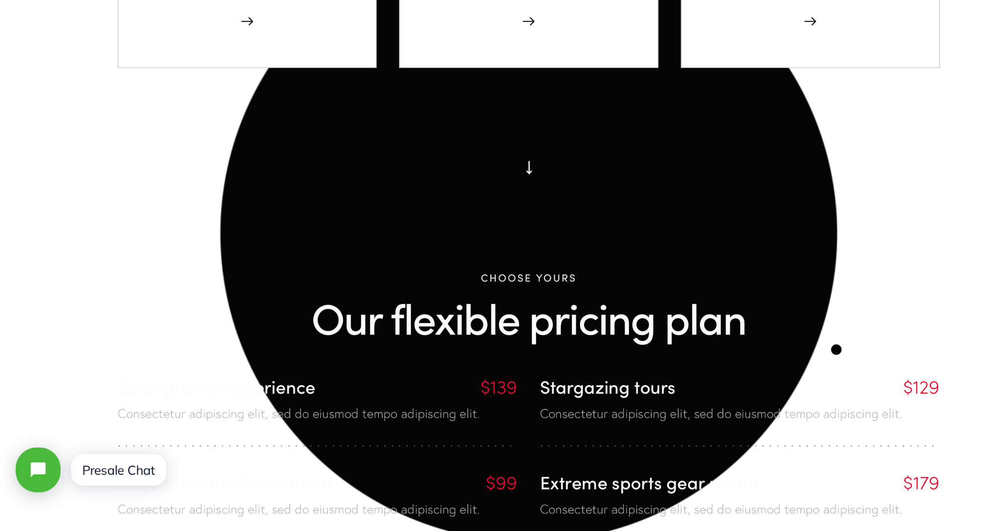 CHOOSE YOURS
Our flexible pricing plan
Zero-gravity experience
$139
Consectetur adipiscing elit, sed do eiusmod tempo adipiscing elit.
Stargazing tours
$129
Consectetur adipiscing elit, sed do eiusmod tempo adipiscing elit.
Presale Chat
observations
$99
Consectetur adipiscing elit, sed do eiusmod tempo adipiscing elit.
Extreme sports gear rental
$179
Consectetur adipiscing elit, sed do eiusmod tempo adipiscing elit.